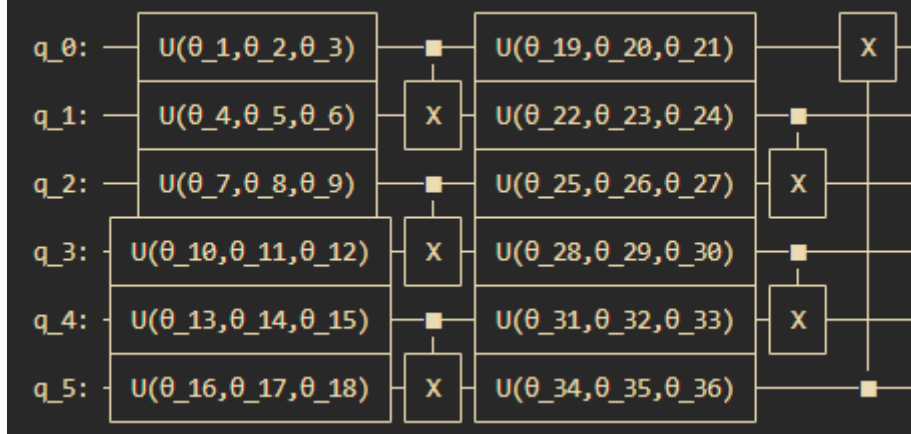 q_0: U(θ_1,θ_2,θ_3) U(θ_19,θ_20,θ_21) X
q_1: U(θ_4,θ_5,θ_6) X U(θ_22,θ_23,θ_24)
q_2: U(θ_7,θ_8,θ_9) U(θ_25,θ_26,θ_27) X
q_3: U(θ_10,θ_11,θ_12) X U(θ_28,θ_29,θ_30)
q_4: U(θ_13,θ_14,θ_15) U(θ_31,θ_32,θ_33) X
q_5: U(θ_16,θ_17,θ_18) X U(θ_34,θ_35,θ_36)